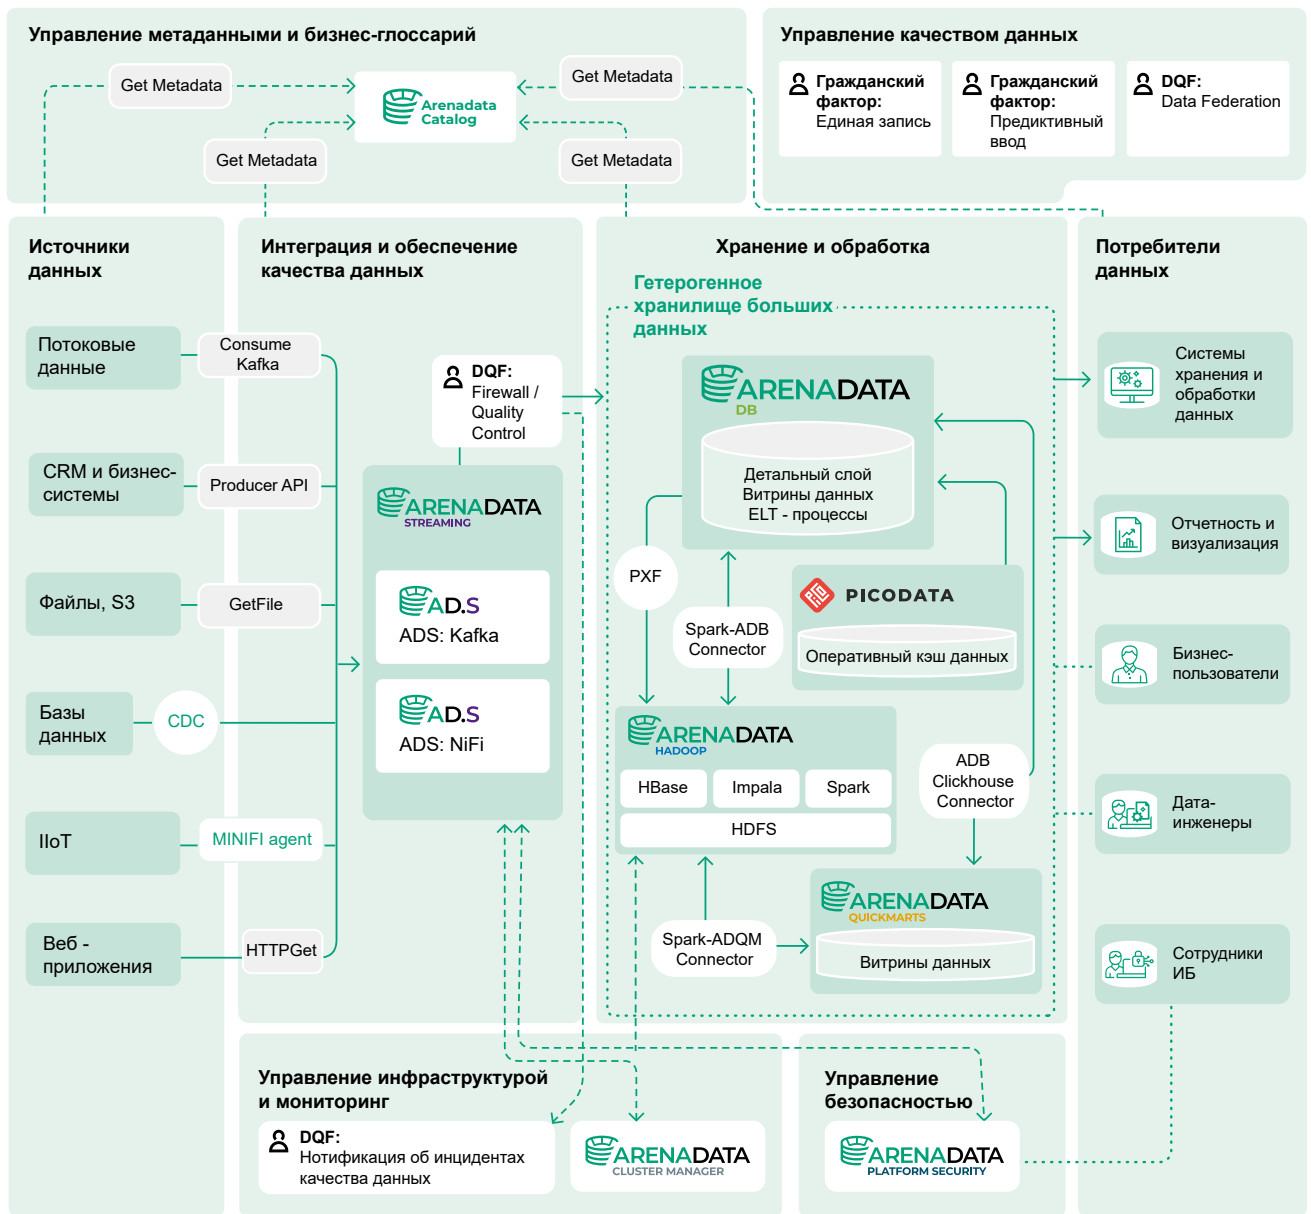 Управление метаданными и бизнес-глоссарий
Get Metadata
Get Metadata
Arenadata
Catalog
Get Metadata
Get Metadata
Управление качеством данных
Гражданский
фактор:
Единая запись
Гражданский
фактор:
Предиктивный
ввод
DQF:
Data Federation
Источники
данных
Потоковые
данные
CRM и бизнес-
системы
Файлы, S3
Базы
данных
CDC
IIoT
Веб -
приложения
Интеграция и обеспечение
качества данных
Consume
Kafka
Producer API
GetFile
MINIFI agent
HTTPGet
DQF:
Firewall /
Quality
Control
ARENADATA
STREAMING
AD.S
ADS: Kafka
AD.S
ADS: NiFi
Хранение и обработка
Гетерогенное
хранилище больших
данных
ARENADATA
DB
Детальный слой
Витрины данных
ELT - процессы
PXF
Spark-ADB
Connector
Pico
PICODATA
Оперативный кэш данных
ARENADATA
HADOOP
HBase
Impala
Spark
HDFS
ADB
Clickhouse
Connector
Spark-ADQM
Connector
ARENADATA
QUICKMARTS
Витрины данных
Потребители
данных
Системы
хранения и
обработки
данных
Отчетность и
визуализация
Бизнес-
пользователи
Дата-
инженеры
Сотрудники
ИБ
Управление инфраструктурой
и мониторинг
DQF:
Нотификация об инцидентах
качества данных
ARENADATA
CLUSTER MANAGER
Управление
безопасностью
ARENADATA
PLATFORM SECURITY